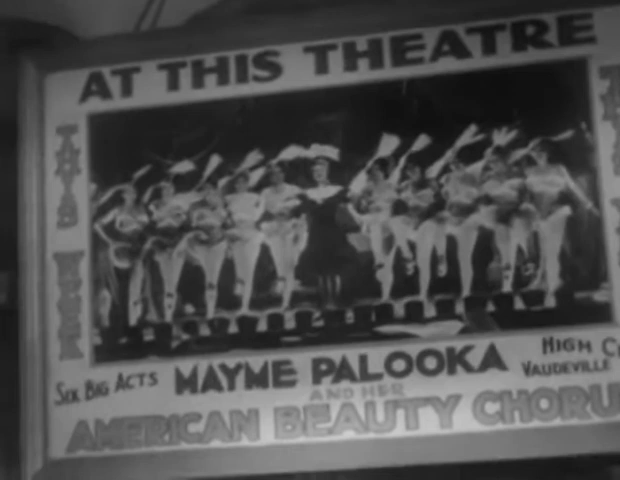 AT THIS THEATRE
THIS
WEEK
SIX BIG ACTS
MAYME PALOOKA
HIGH
VAUDEVILLE
AND HER
AMERICAN BEAUTY